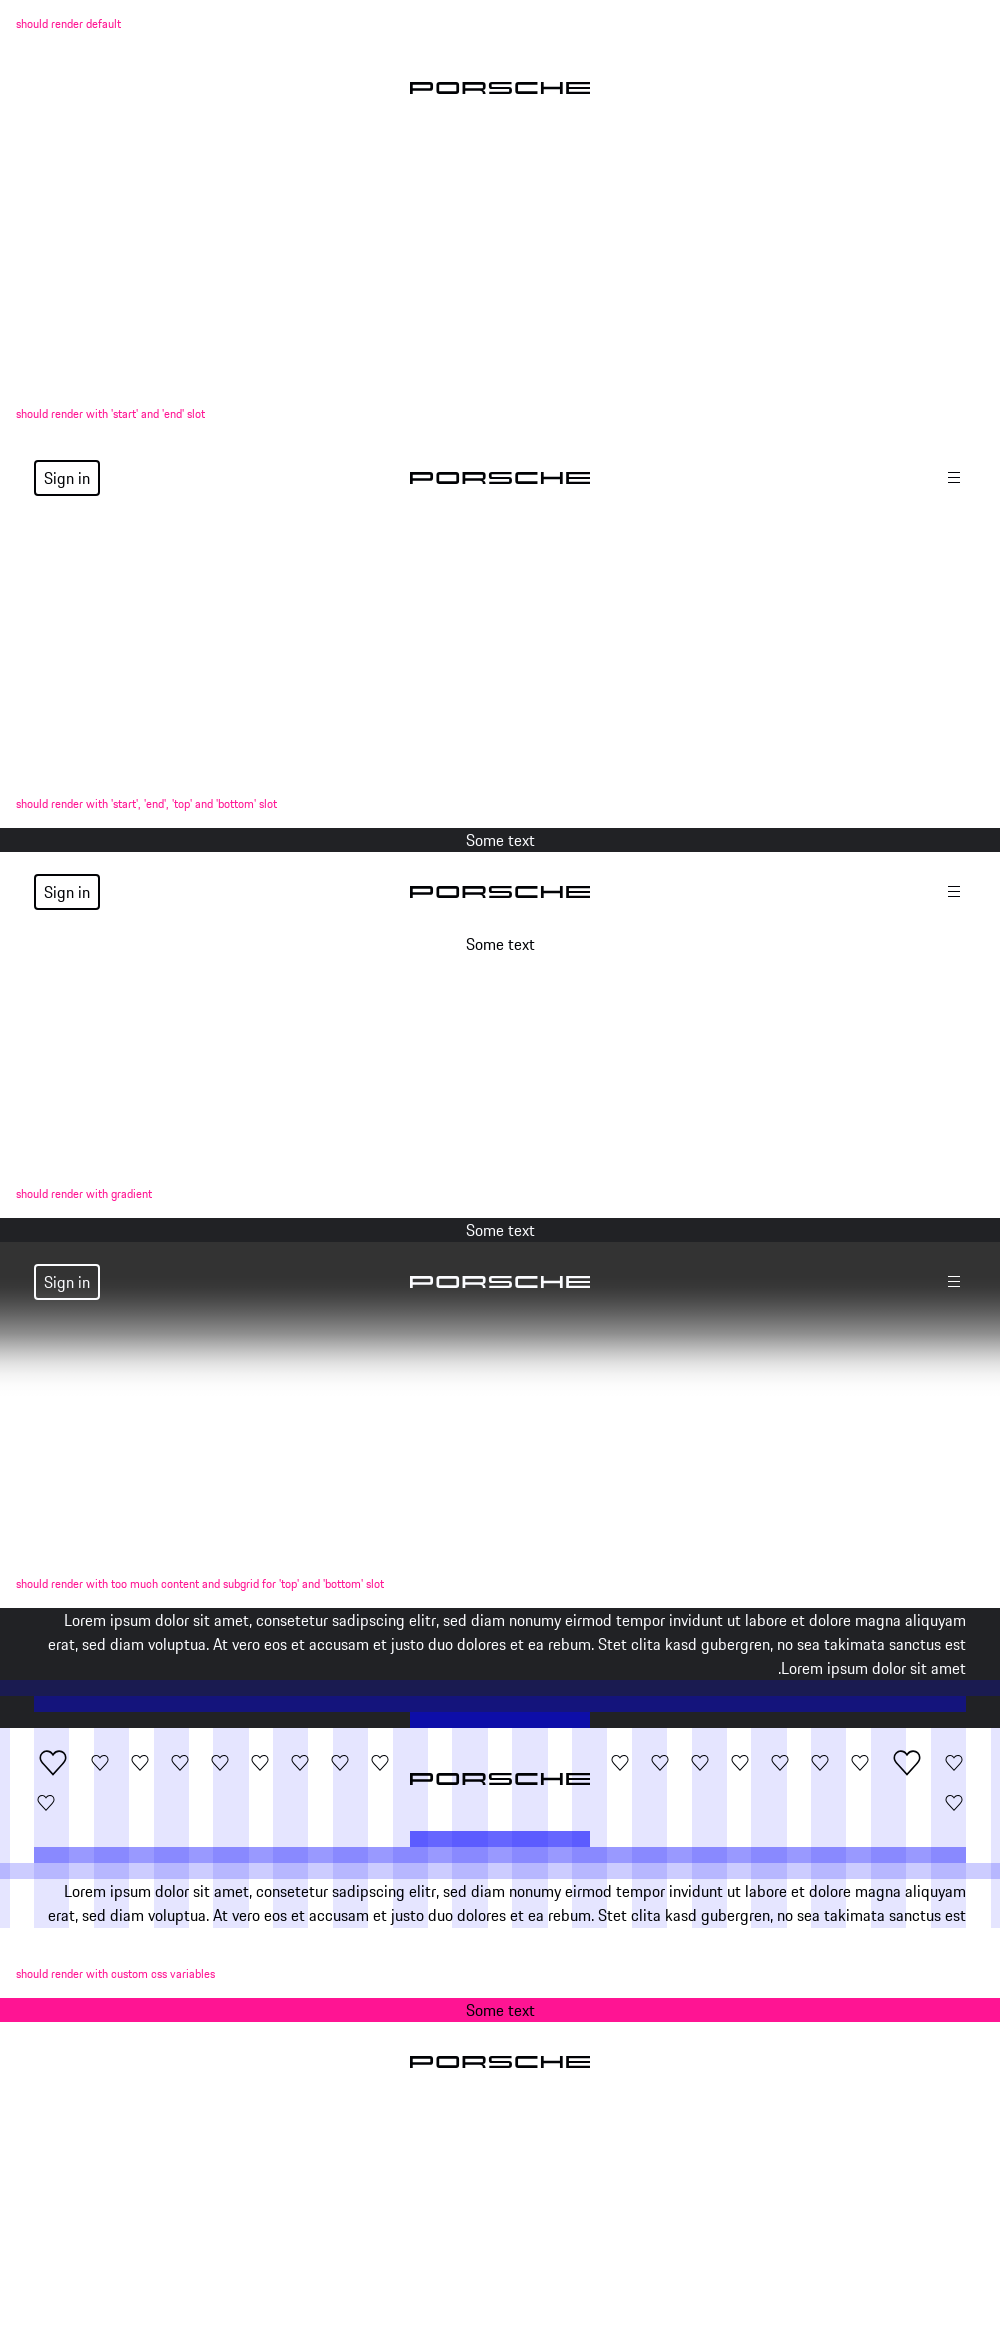 should render default
PORSCHE
should render with 'start' and 'end' slot
Sign in
PORSCHE
should render with 'start', 'end', 'top' and 'bottom' slot
Some text
Sign in
PORSCHE
Some text
should render with gradient
Some text
Sign in
PORSCHE
should render with too much content and subgrid for 'top' and 'bottom' slot
Lorem ipsum dolor sit amet, consetetur sadipscing elitr, sed diam nonumy eirmod tempor invidunt ut labore et dolore magna aliquyam
erat, sed diam voluptua. At vero eos et accusam et justo duo dolores et ea rebum. Stet clita kasd gubergren, no sea takimata sanctus est
.Lorem ipsum dolor sit amet
PORSCHE
Lorem ipsum dolor sit amet, consetetur sadipscing elitr, sed diam nonumy eirmod tempor invidunt ut labore et dolore magna aliquyam
erat, sed diam voluptua. At vero eos et accusam et justo duo dolores et ea rebum. Stet clita kasd gubergren, no sea takimata sanctus est
should render with custom css variables
Some text
PORSCHE